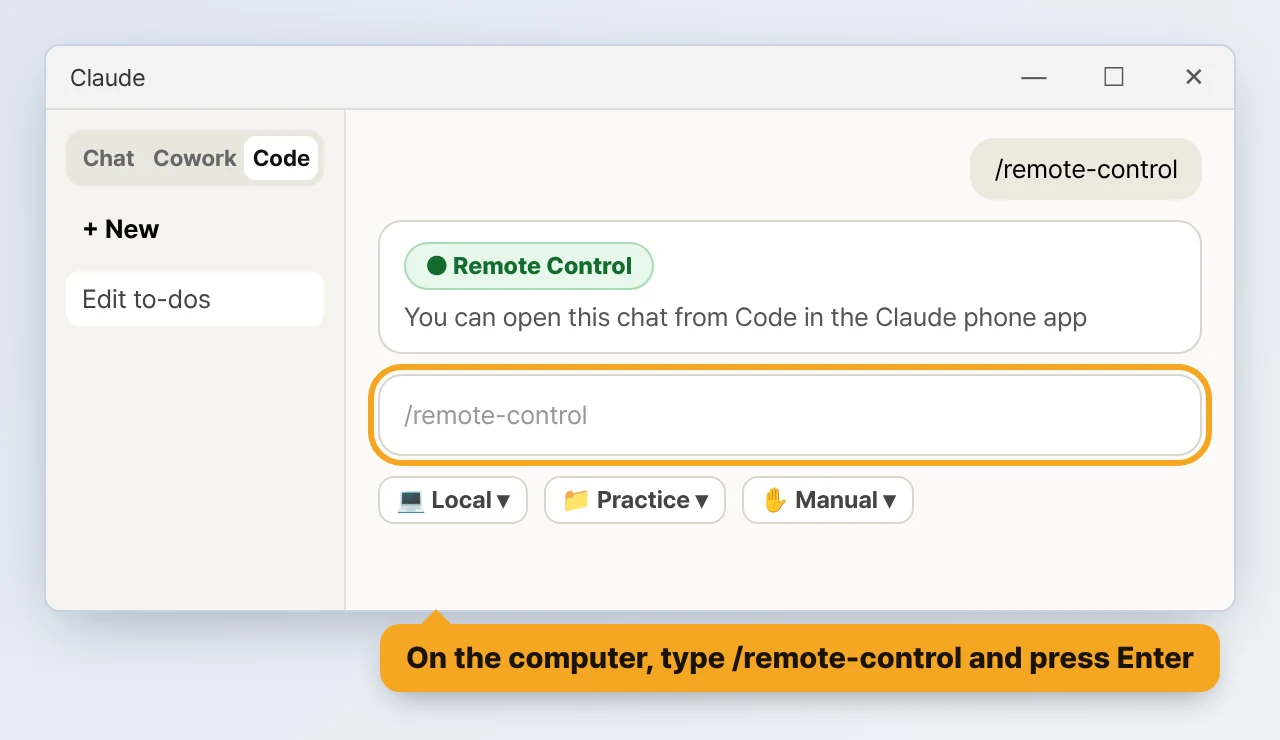 Claude
Chat Cowork Code
+ New
Edit to-dos
/remote-control
Remote Control
You can open this chat from Code in the Claude phone app
/remote-control
Local
Practice
Manual
On the computer, type /remote-control and press Enter